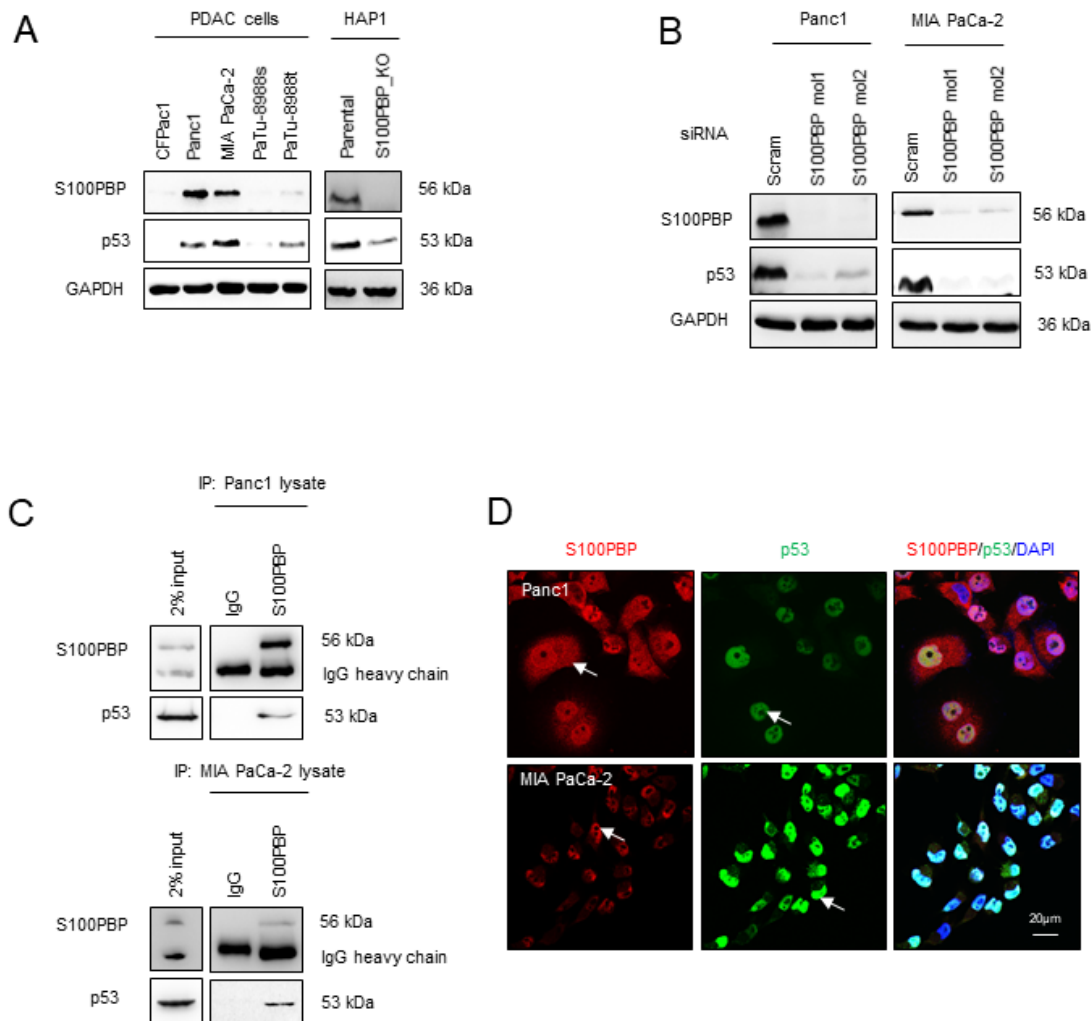 A
PDAC cells
HAP1
CFPac1
Panc1
MIA PaCa-2
PaTu-8988s
PaTu-8988t
Parental
S100PBP_KO
S100PBP
56 kDa
p53
53 kDa
GAPDH
36 kDa
B
Panc1
MIA PaCa-2
siRNA
Scram
S100PBP mol1
S100PBP mol2
Scram
S100PBP mol1
S100PBP mol2
S100PBP
56 kDa
p53
53 kDa
GAPDH
36 kDa
C
IP: Panc1 lysate
2% input
IgG
S100PBP
S100PBP
56 kDa
IgG heavy chain
p53
53 kDa
IP: MIA PaCa-2 lysate
2% input
IgG
S100PBP
S100PBP
56 kDa
IgG heavy chain
p53
53 kDa
D
S100PBP
p53
S100PBP/p53/DAPI
Panc1
MIA PaCa-2
20µm